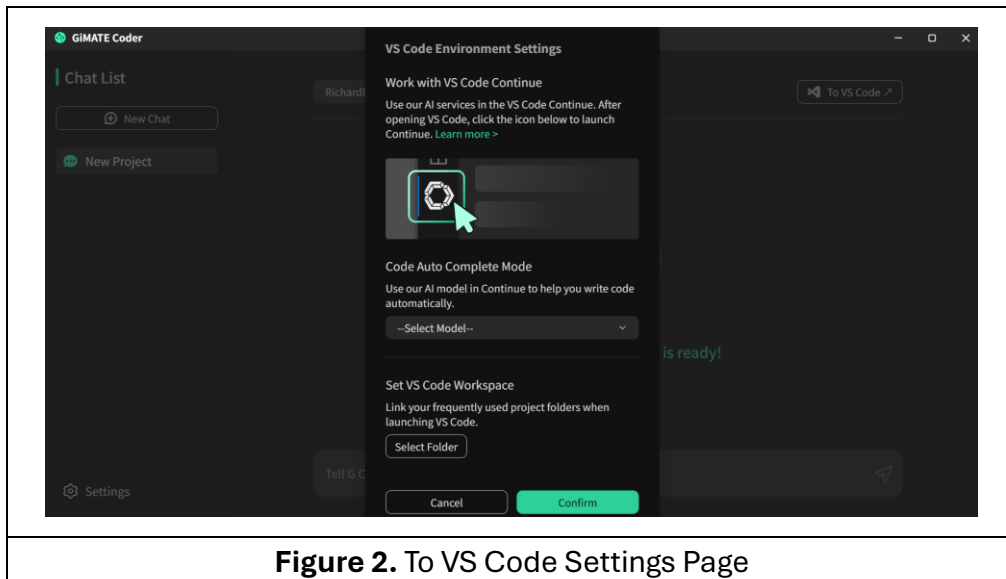 GiMATE Coder
Chat List
New Chat
New Project
Settings
To VS Code
is ready!
VS Code Environment Settings
Work with VS Code Continue
Use our AI services in the VS Code Continue. After
opening VS Code, click the icon below to launch
Continue. Learn more >
Code Auto Complete Mode
Use our AI model in Continue to help you write code
automatically.
--Select Model--
Set VS Code Workspace
Link your frequently used project folders when
launching VS Code.
Select Folder
Cancel
Confirm
Tell G C
Figure 2. To VS Code Settings Page